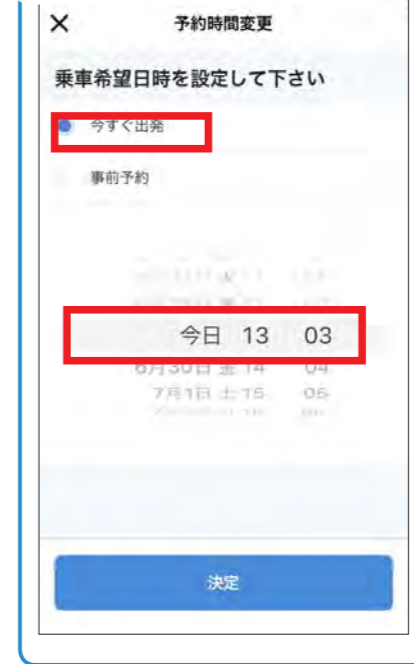 予約時間変更
乗車希望日時を設定して下さい
今すぐ出発
事前予約
今日 13 03
6月30日 金 14 04
7月1日 土 15 05
決定